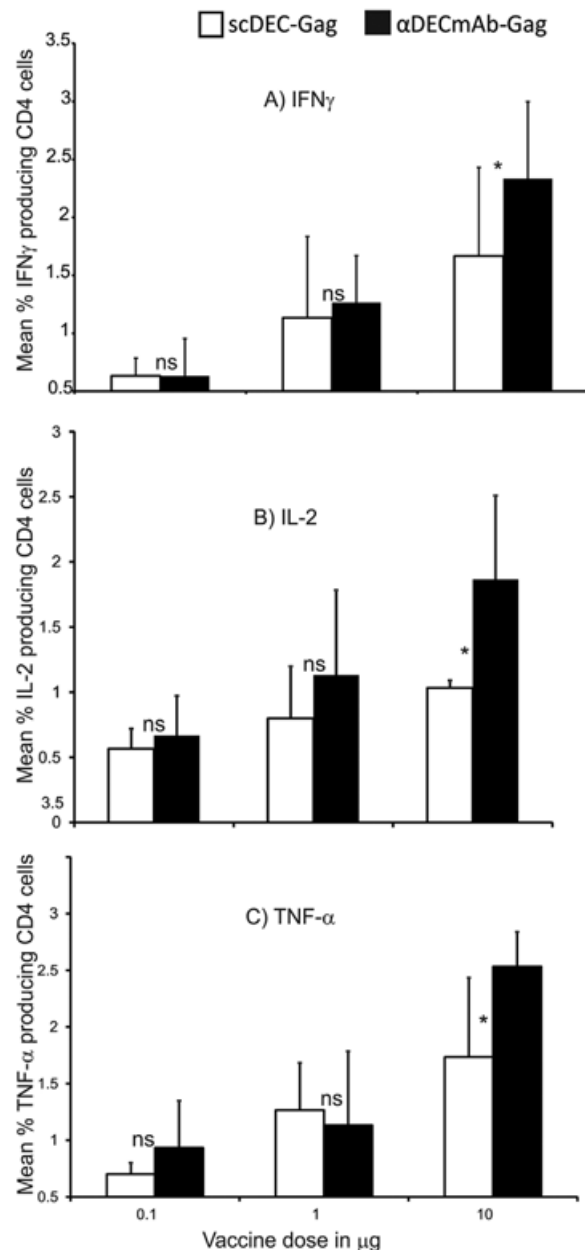 scDEC-Gag αDECmAb-Gag
A) IFNγ
Mean % IFNγ producing CD4 cells
3.5
3
2.5
2
1.5
1
0.5
ns
ns
*
B) IL-2
Mean % IL-2 producing CD4 cells
3
2.5
2
1.5
1
0.5
0
ns
ns
*
C) TNF-α
Mean % TNF-α producing CD4 cells
3.5
3
2.5
2
1.5
1
0.5
ns
ns
*
0.1 1 10
Vaccine dose in μg